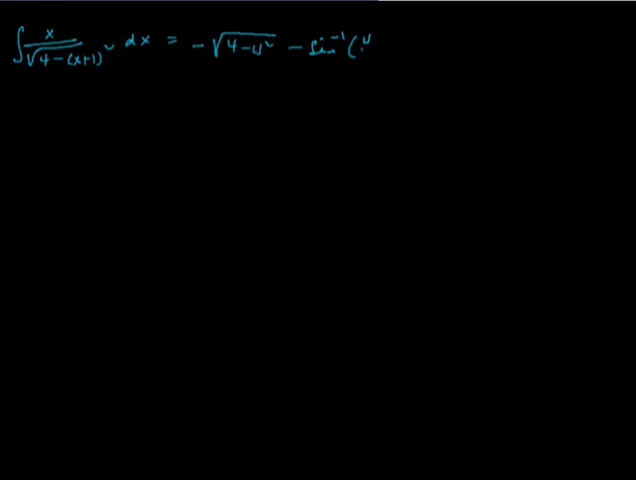 ∫ x / √(4 – (x+1)²) dx = – √(4 – u²) – sin⁻¹ (u